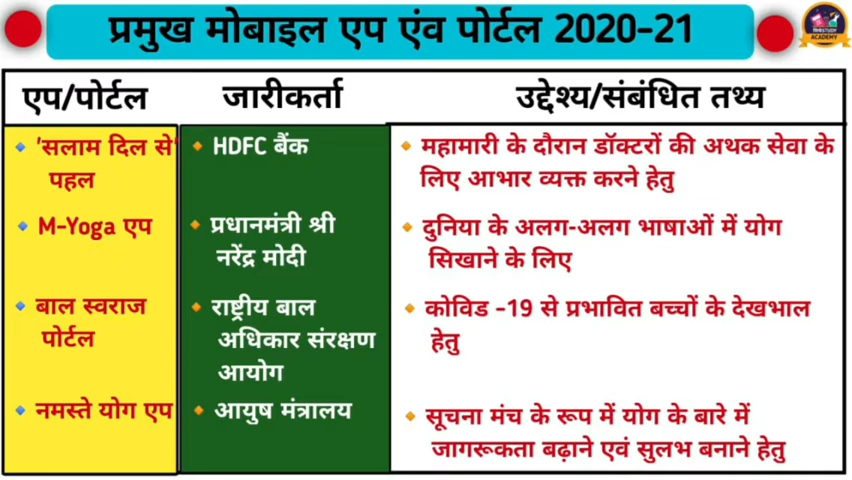 प्रमुख मोबाइल एप एंव पोर्टल 2020-21
TIMESTUDY
ACADEMY
एप/पोर्टल
जारीकर्ता
उद्देश्य/संबंधित तथ्य
'सलाम दिल से'
पहल
HDFC बैंक
महामारी के दौरान डॉक्टरों की अथक सेवा के
लिए आभार व्यक्त करने हेतु
M-Yoga एप
प्रधानमंत्री श्री
नरेंद्र मोदी
दुनिया के अलग-अलग भाषाओं में योग
सिखाने के लिए
बाल स्वराज
पोर्टल
राष्ट्रीय बाल
अधिकार संरक्षण
आयोग
कोविड -19 से प्रभावित बच्चों के देखभाल
हेतु
नमस्ते योग एप
आयुष मंत्रालय
सूचना मंच के रूप में योग के बारे में
जागरूकता बढ़ाने एवं सुलभ बनाने हेतु